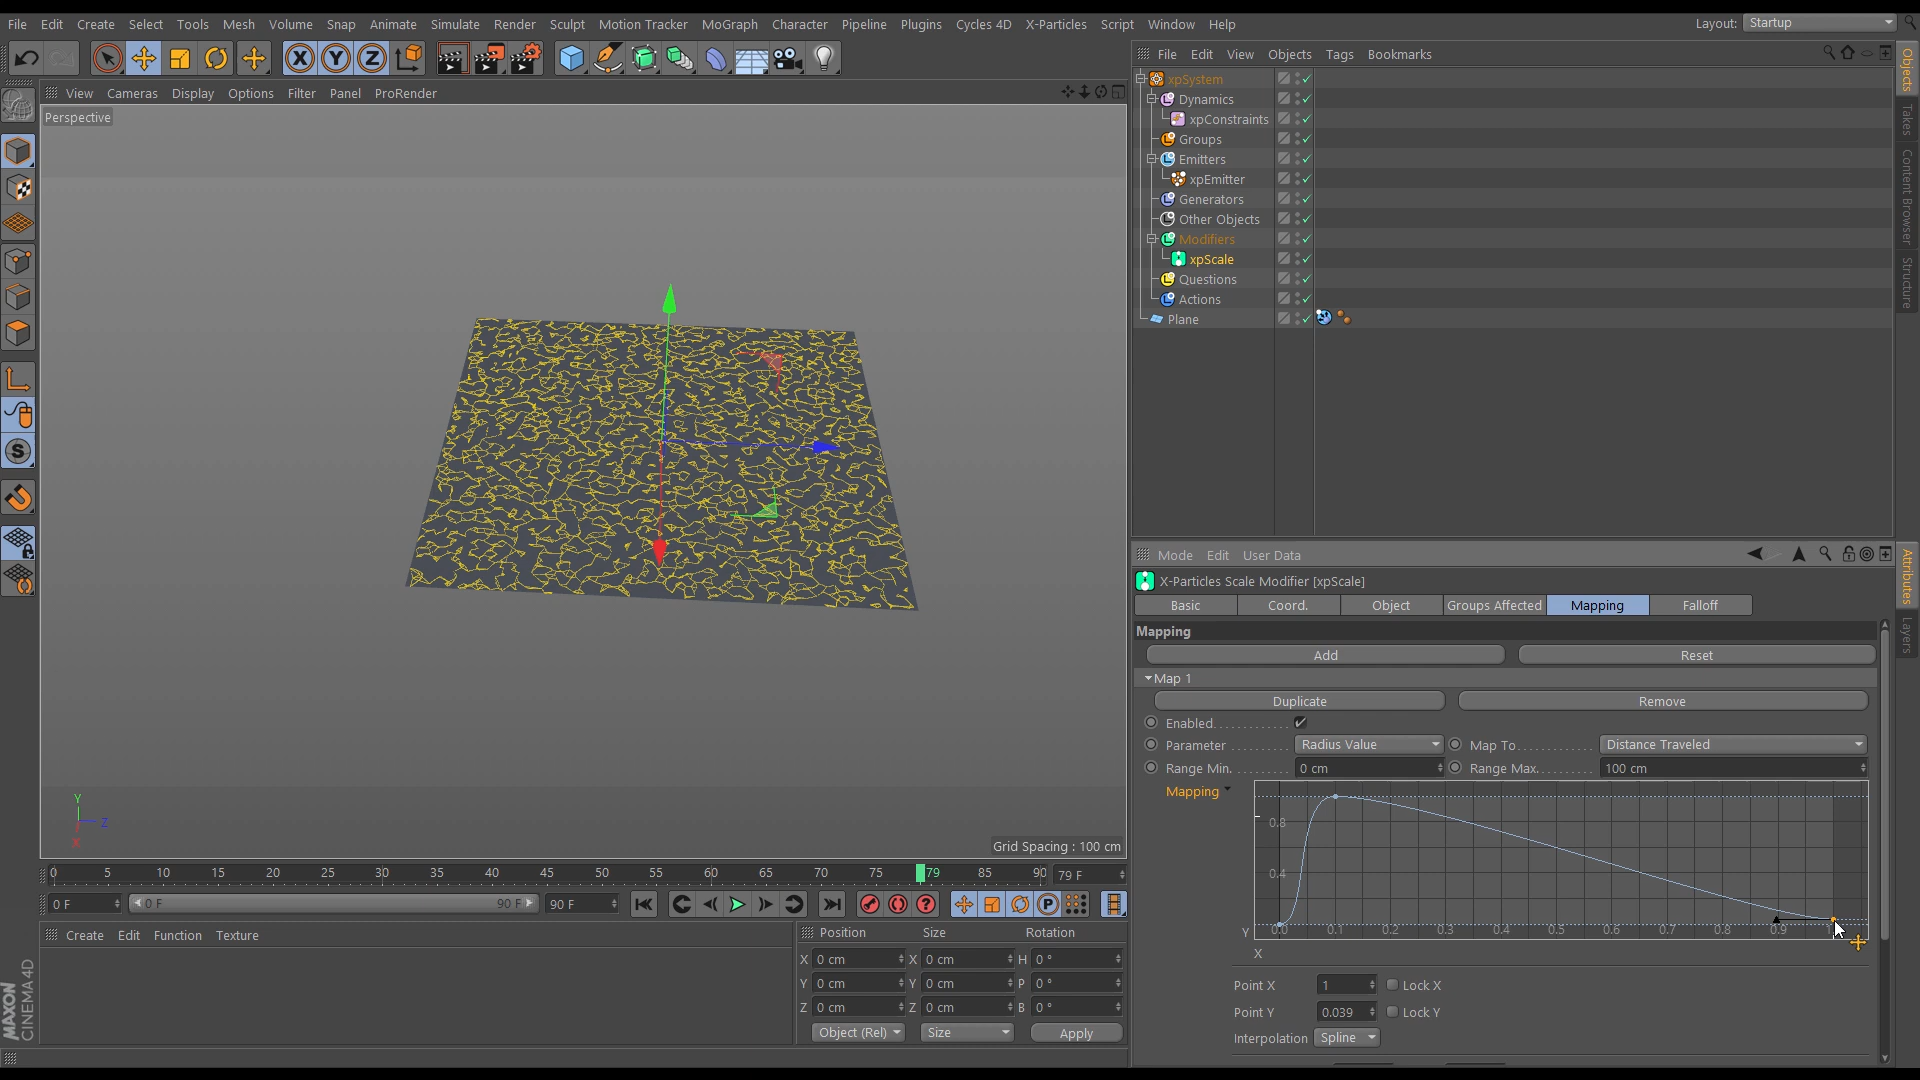 File Edit Create Select Tools Mesh Volume Snap Animate Simulate Render Sculpt Motion Tracker MoGraph Character Pipeline Plugins Cycles 4D X-Particles Script Window Help
Layout: Startup
X Y Z
File Edit View Objects Tags Bookmarks
View Cameras Display Options Filter Panel ProRender
Perspective
xpSystem
Dynamics
xpConstraints
Groups
Emitters
xpEmitter
Generators
Other Objects
Modifiers
xpScale
Questions
Actions
Plane
Objects
Takes
Content Browser
Structure
Mode Edit User Data
X-Particles Scale Modifier [xpScale]
Basic Coord. Object Groups Affected Mapping Falloff
Attributes
Layers
Mapping
Add Reset
Map 1
Duplicate Remove
Enabled
Parameter Radius Value Map To Distance Traveled
Range Min. 0 cm Range Max. 100 cm
Mapping
0.8
0.4
Y 0.0 0.1 0.2 0.3 0.4 0.5 0.6 0.7 0.8 0.9
X
Point X 1 Lock X
Point Y 0.039 Lock Y
Interpolation Spline
Y
Z
X
Grid Spacing : 100 cm
0 5 10 15 20 25 30 35 40 45 50 55 60 65 70 75 79 85 90 79 F
0 F 0 F 90 F 90 F
P
Create Edit Function Texture
Position Size Rotation
X 0 cm X 0 cm H 0 °
Y 0 cm Y 0 cm P 0 °
Z 0 cm Z 0 cm B 0 °
Object (Rel) Size Apply
MAXON
CINEMA 4D